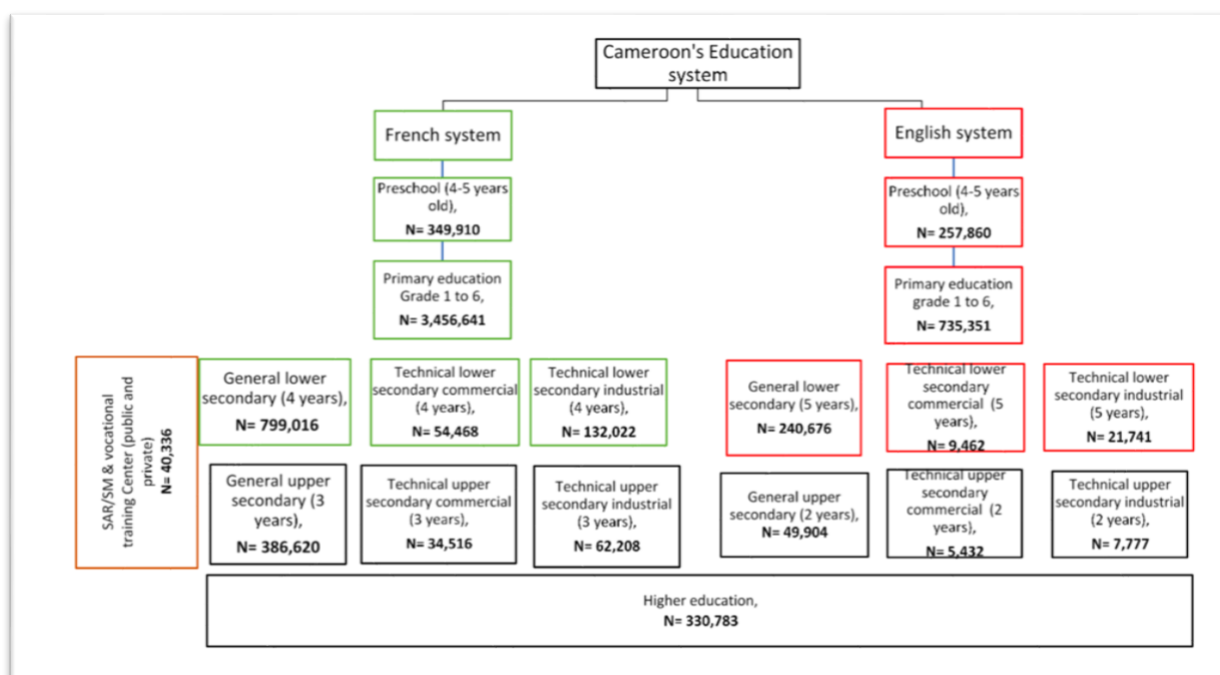 Cameroon's Education
system
French system
English system
Preschool (4-5 years
old),
N= 349,910
Preschool (4-5 years
old),
N= 257,860
Primary education
Grade 1 to 6,
N= 3,456,641
Primary education
grade 1 to 6,
N= 735,351
SAR/SM & vocational
training Center (public and
private)
N= 40,336
General lower
secondary (4 years),
N= 799,016
Technical lower
secondary commercial
(4 years),
N= 54,468
Technical lower
secondary industrial
(4 years),
N= 132,022
General lower
secondary (5 years),
N= 240,676
Technical lower
secondary
commercial (5
years),
N= 9,462
Technical lower
secondary industrial
(5 years),
N= 21,741
General upper
secondary (3
years),
N= 386,620
Technical upper
secondary commercial
(3 years),
N= 34,516
Technical upper
secondary industrial
(3 years),
N= 62,208
General upper
secondary (2 years),
N= 49,904
Technical upper
secondary
commercial (2
years),
N= 5,432
Technical upper
secondary industrial
(2 years),
N= 7,777
Higher education,
N= 330,783